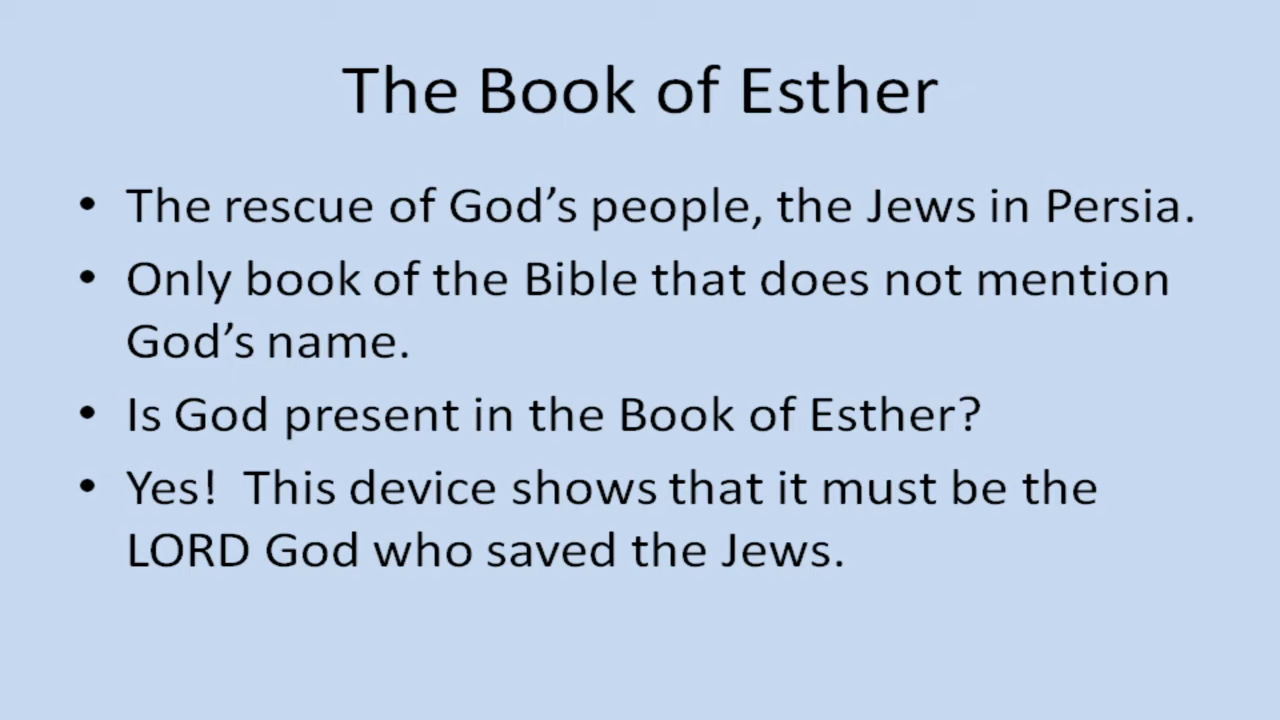 The Book of Esther
• The rescue of God’s people, the Jews in Persia.
• Only book of the Bible that does not mention
God’s name.
• Is God present in the Book of Esther?
• Yes!  This device shows that it must be the
LORD God who saved the Jews.